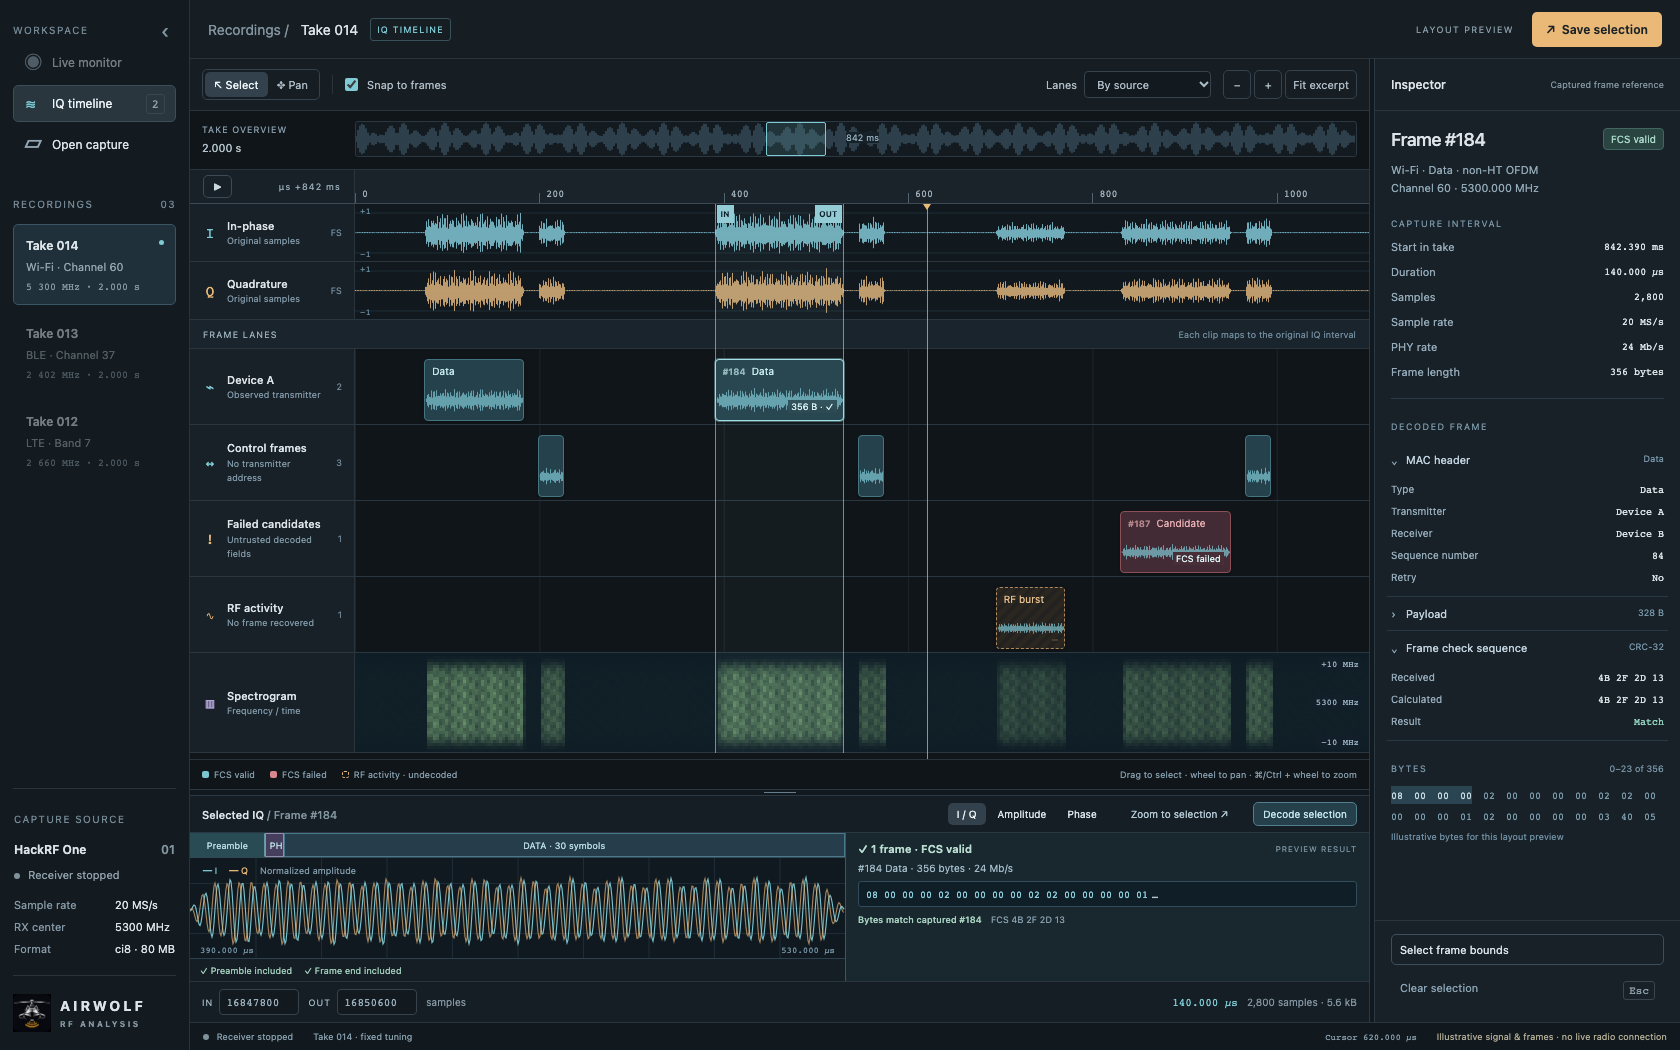 WORKSPACE
Live monitor
IQ timeline 2
Open capture
RECORDINGS 03
Take 014
Wi-Fi · Channel 60
5 300 MHz · 2.000 s
Take 013
BLE · Channel 37
2 402 MHz · 2.000 s
Take 012
LTE · Band 7
2 660 MHz · 2.000 s
CAPTURE SOURCE
HackRF One 01
Receiver stopped
Sample rate 20 MS/s
RX center 5300 MHz
Format ci8 · 80 MB
AIRWOLF
RF ANALYSIS
Recordings / Take 014 IQ TIMELINE
LAYOUT PREVIEW ↗ Save selection
↖ Select ✥ Pan Snap to frames
Lanes By source − + Fit excerpt
TAKE OVERVIEW
2.000 s
842 ms
µs +842 ms
0 200 400 600 800 1000
In-phase
Original samples
I FS +1 −1
IN OUT
Quadrature
Original samples
Q FS +1 −1
FRAME LANES Each clip maps to the original IQ interval
Device A
Observed transmitter
2
Data
#184 Data
356 B · ✓
Control frames
No transmitter
address
3
Failed candidates
Untrusted decoded
fields
! 1
#187 Candidate
FCS failed
RF activity
No frame recovered
1
RF burst
Spectrogram
Frequency / time
+10 MHz
5300 MHz
−10 MHz
FCS valid FCS failed RF activity · undecoded
Drag to select · wheel to pan · ⌘/Ctrl + wheel to zoom
Selected IQ / Frame #184
I / Q Amplitude Phase Zoom to selection ↗ Decode selection
Preamble PH DATA · 30 symbols
I Q Normalized amplitude
390.000 µs 530.000 µs
✓ Preamble included ✓ Frame end included
✓ 1 frame · FCS valid PREVIEW RESULT
#184 Data · 356 bytes · 24 Mb/s
08 00 00 00 02 00 00 00 00 02 02 00 00 00 00 01 …
Bytes match captured #184 FCS 4B 2F 2D 13
IN 16847800 OUT 16850600 samples
140.000 µs 2,800 samples · 5.6 kB
Receiver stopped Take 014 · fixed tuning
Cursor 620.000 µs Illustrative signal & frames · no live radio connection
Inspector Captured frame reference
Frame #184 FCS valid
Wi-Fi · Data · non-HT OFDM
Channel 60 · 5300.000 MHz
CAPTURE INTERVAL
Start in take 842.390 ms
Duration 140.000 µs
Samples 2,800
Sample rate 20 MS/s
PHY rate 24 Mb/s
Frame length 356 bytes
DECODED FRAME
MAC header Data
Type Data
Transmitter Device A
Receiver Device B
Sequence number 84
Retry No
Payload 328 B
Frame check sequence CRC-32
Received 4B 2F 2D 13
Calculated 4B 2F 2D 13
Result Match
BYTES 0–23 of 356
08 00 00 00 02 00 00 00 00 02 02 00
00 00 00 01 02 00 00 00 00 03 40 05
Illustrative bytes for this layout preview
Select frame bounds
Clear selection Esc